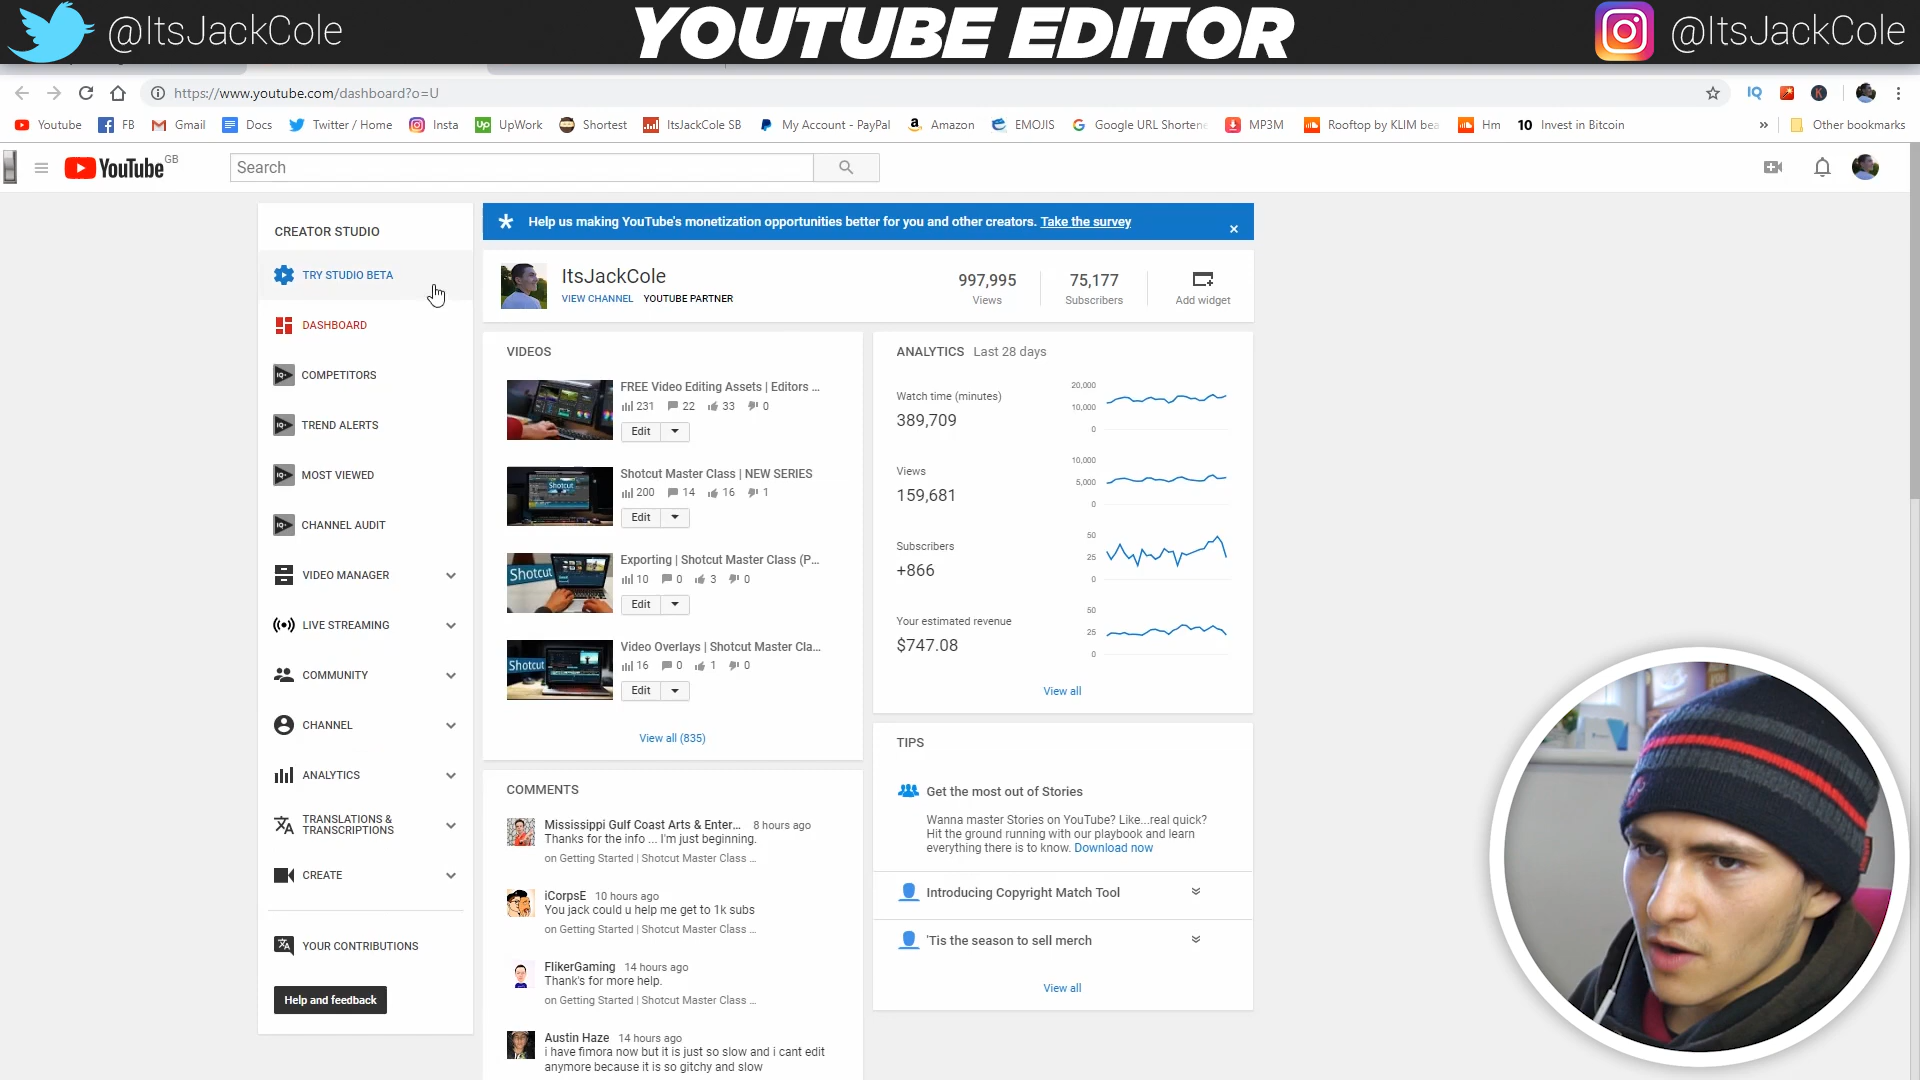 @ItsJackCole
YOUTUBE EDITOR
@ItsJackCole
https://www.youtube.com/dashboard?o=U
IQ
K
Youtube
FB
Gmail
Docs
Twitter / Home
Insta
Up
UpWork
Shortest
ItsJackCole SB
My Account - PayPal
Amazon
EMOJIS
Google URL Shortene
MP3M
Rooftop by KLIM bea
Hm
10 Invest in Bitcoin
»
Other bookmarks
YouTube GB
Search
CREATOR STUDIO
TRY STUDIO BETA
DASHBOARD
COMPETITORS
TREND ALERTS
MOST VIEWED
CHANNEL AUDIT
VIDEO MANAGER
LIVE STREAMING
COMMUNITY
CHANNEL
ANALYTICS
TRANSLATIONS &
TRANSCRIPTIONS
CREATE
YOUR CONTRIBUTIONS
Help and feedback
Help us making YouTube's monetization opportunities better for you and other creators. Take the survey
×
ItsJackCole
VIEW CHANNEL YOUTUBE PARTNER
997,995
Views
75,177
Subscribers
Add widget
VIDEOS
FREE Video Editing Assets | Editors ...
231 22 33 0
Edit
Shotcut
Shotcut Master Class | NEW SERIES
200 14 16 1
Edit
Shotcut
Exporting | Shotcut Master Class (P...
10 0 3 0
Edit
Shotcut
Video Overlays | Shotcut Master Cla...
16 0 1 0
Edit
View all (835)
COMMENTS
Mississippi Gulf Coast Arts & Enter... 8 hours ago
Thanks for the info ... I'm just beginning.
on Getting Started | Shotcut Master Class ...
iCorpsE 10 hours ago
You jack could u help me get to 1k subs
on Getting Started | Shotcut Master Class ...
FlikerGaming 14 hours ago
Thank's for more help.
on Getting Started | Shotcut Master Class ...
Austin Haze 14 hours ago
i have fimora now but it is just so slow and i cant edit
anymore because it is so gitchy and slow
ANALYTICS Last 28 days
Watch time (minutes)
389,709
20,000
10,000
0
Views
159,681
10,000
5,000
0
Subscribers
+866
50
25
0
Your estimated revenue
$747.08
50
25
0
View all
TIPS
Get the most out of Stories
Wanna master Stories on YouTube? Like...real quick?
Hit the ground running with our playbook and learn
everything there is to know. Download now
Introducing Copyright Match Tool
'Tis the season to sell merch
View all